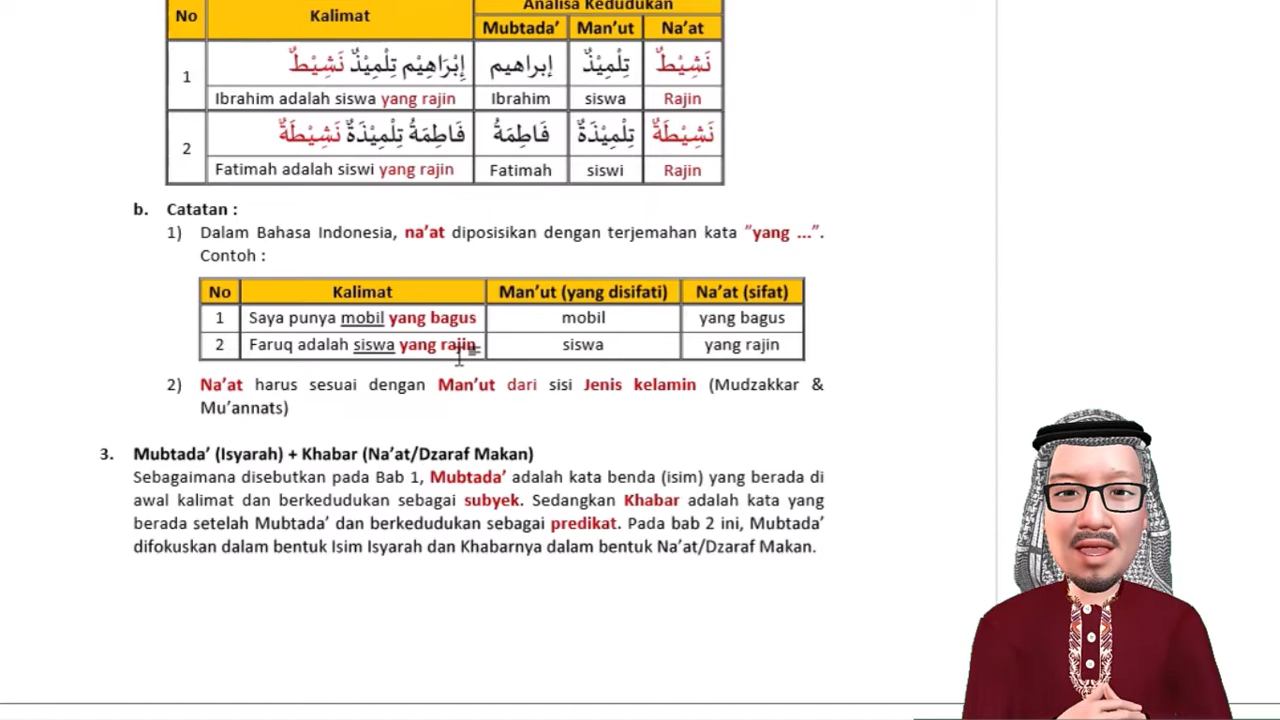 Analisa Kedudukan
No Kalimat Mubtada’ Man’ut Na’at
1 إِبْرَاهِيْم تِلْمِيْذٌ نَشِيْطٌ إبراهيم تِلْمِيْذٌ نَشِيْطٌ
Ibrahim adalah siswa yang rajin Ibrahim siswa Rajin
2 فَاطِمَةُ تِلْمِيْذَةٌ نَشِيْطَةٌ فَاطِمَةُ تِلْمِيْذَةٌ نَشِيْطَةٌ
Fatimah adalah siswi yang rajin Fatimah siswi Rajin
b. Catatan :
1) Dalam Bahasa Indonesia, na’at diposisikan dengan terjemahan kata ”yang ...”.
Contoh :
No Kalimat Man’ut (yang disifati) Na’at (sifat)
1 Saya punya mobil yang bagus mobil yang bagus
2 Faruq adalah siswa yang rajin siswa yang rajin
2) Na’at harus sesuai dengan Man’ut dari sisi Jenis kelamin (Mudzakkar &
Mu’annats)
3. Mubtada’ (Isyarah) + Khabar (Na’at/Dzaraf Makan)
Sebagaimana disebutkan pada Bab 1, Mubtada’ adalah kata benda (isim) yang berada di
awal kalimat dan berkedudukan sebagai subyek. Sedangkan Khabar adalah kata yang
berada setelah Mubtada’ dan berkedudukan sebagai predikat. Pada bab 2 ini, Mubtada’
difokuskan dalam bentuk Isim Isyarah dan Khabarnya dalam bentuk Na’at/Dzaraf Makan.